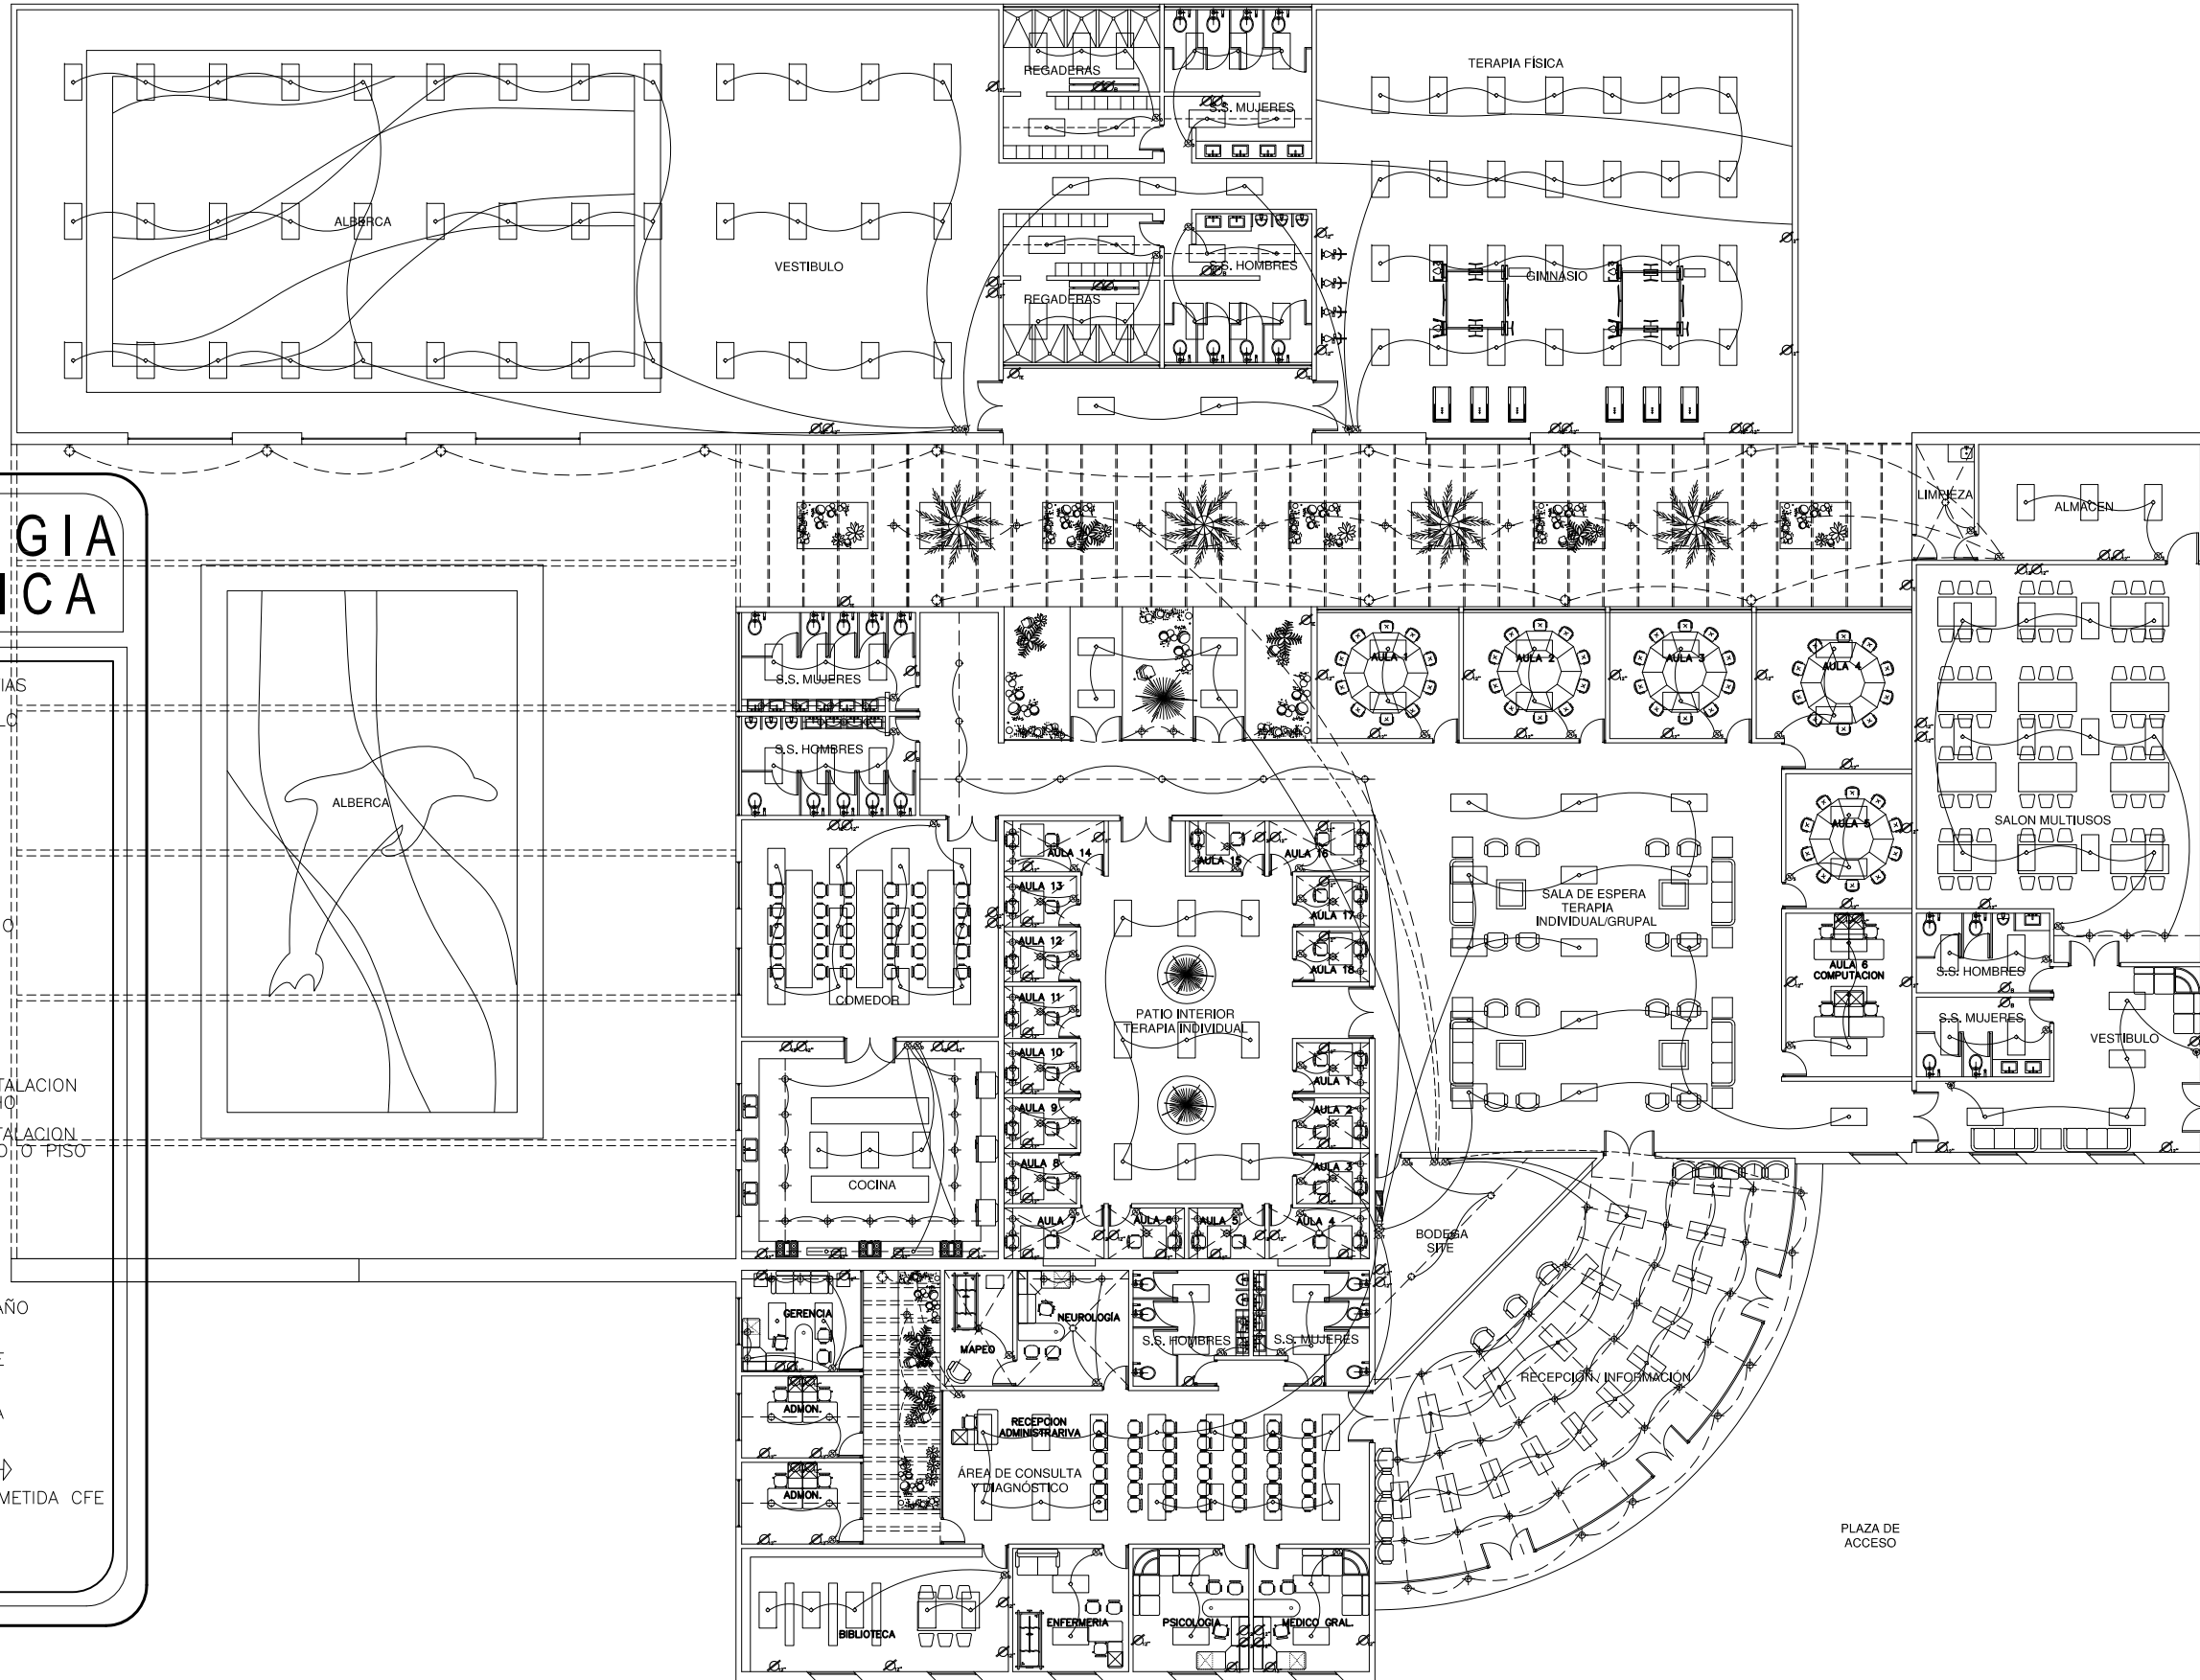 REGADERAS
S.S. MUJERES
TERAPIA FÍSICA
ALBERCA
VESTIBULO
S.S. HOMBRES
REGADERAS
GIMNASIO
LIMPIEZA
ALMACEN
GIA
ICA
S.S. MUJERES
AULA 1
AULA 2
AULA 3
AULA 4
S.S. HOMBRES
ALBERCA
AULA 5
SALON MULTIUSOS
AULA 14
AULA 15
AULA 16
AULA 13
AULA 17
AULA 12
AULA 18
AULA 11
AULA 10
AULA 1
AULA 9
AULA 2
AULA 8
AULA 3
AULA 7
AULA 6
AULA 5
AULA 4
SALA DE ESPERA
TERAPIA
INDIVIDUAL/GRUPAL
AULA 6
COMPUTACION
S.S. HOMBRES
S.S. MUJERES
VESTIBULO
COMEDOR
PATIO INTERIOR
TERAPIA INDIVIDUAL
COCINA
BODEGA
SITE
TALACION
HO
TALACION
O O PISO
AÑO
METIDA CFE
GERENCIA
MAPEO
NEUROLOGÍA
S.S. HOMBRES
S.S. MUJERES
RECEPCIÓN / INFORMACIÓN
ADMON.
RECEPCION
ADMINISTRARIVA
ÁREA DE CONSULTA
Y DIAGNÓSTICO
ADMON.
PLAZA DE
ACCESO
BIBLIOTECA
ENFERMERIA
PSICOLOGIA
MEDICO GRAL.